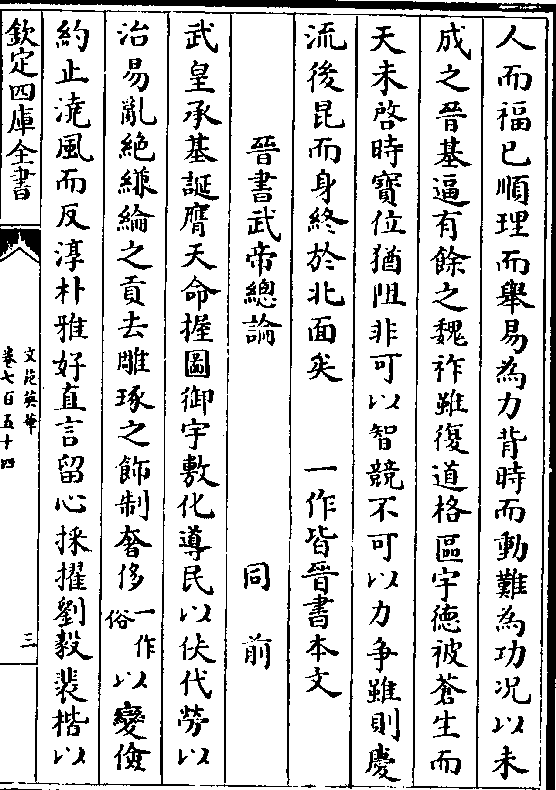 人而福已順理而舉易為力背時而動難為功况以未
成之晉基逼有餘之魏祚雖復道格區宇德被蒼生而
天未啓時寶位猶阻非可以智競不可以力争雖則慶
流後昆而身終於北面矣　一作皆晉書本文
晉書武帝總論　同前
武皇承基誕膺天命握圖御宇敷化導民以佚代勞以
治易亂絶縑綸之貢去雕琢之飾制奢侈一作俗以變儉
約止澆風而反淳朴雅好直言留心採擢劉毅裴楷以
欽定四庫全書
文苑英華
卷七百五十四
三